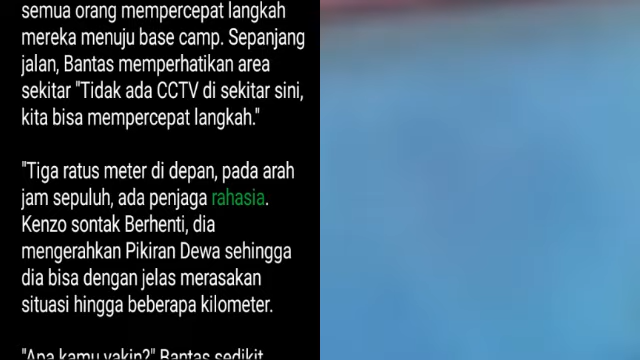 semua orang mempercepat langkah
mereka menuju base camp. Sepanjang
jalan, Bantas memperhatikan area
sekitar "Tidak ada CCTV di sekitar sini,
kita bisa mempercepat langkah."
"Tiga ratus meter di depan, pada arah
jam sepuluh, ada penjaga rahasia.
Kenzo sontak Berhenti, dia
mengerahkan Pikiran Dewa sehingga
dia bisa dengan jelas merasakan
situasi hingga beberapa kilometer.
"Apa kamu yakin?" Bantas sedikit